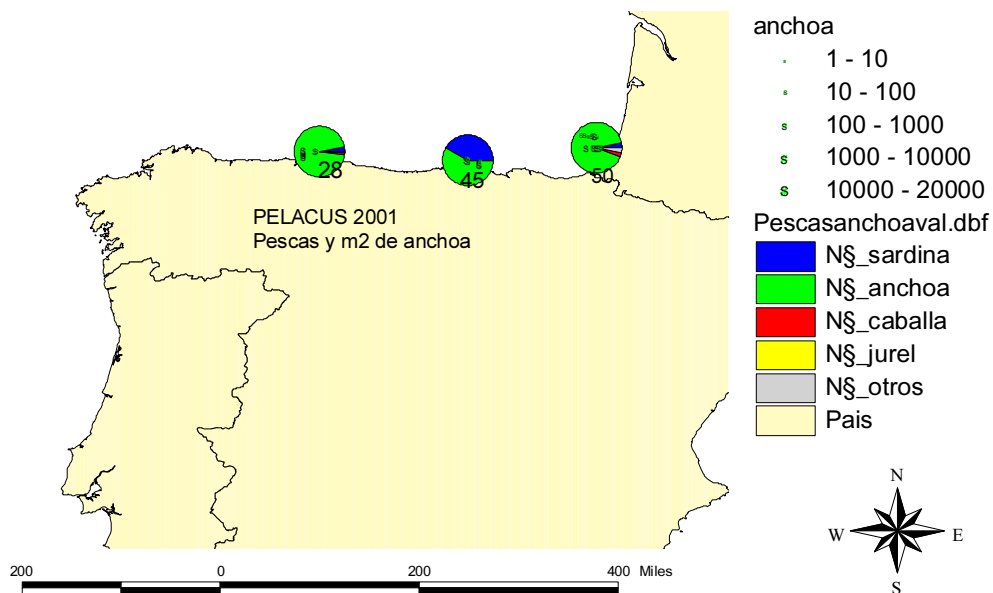 28
45
50
PELACUS 2001
Pescas y m2 de anchoa
anchoa
1 - 10
10 - 100
100 - 1000
1000 - 10000
10000 - 20000
Pescasanchoaval.dbf
N§_sardina
N§_anchoa
N§_caballa
N§_jurel
N§_otros
Pais
N
W E
S
200 0 200 400 Miles